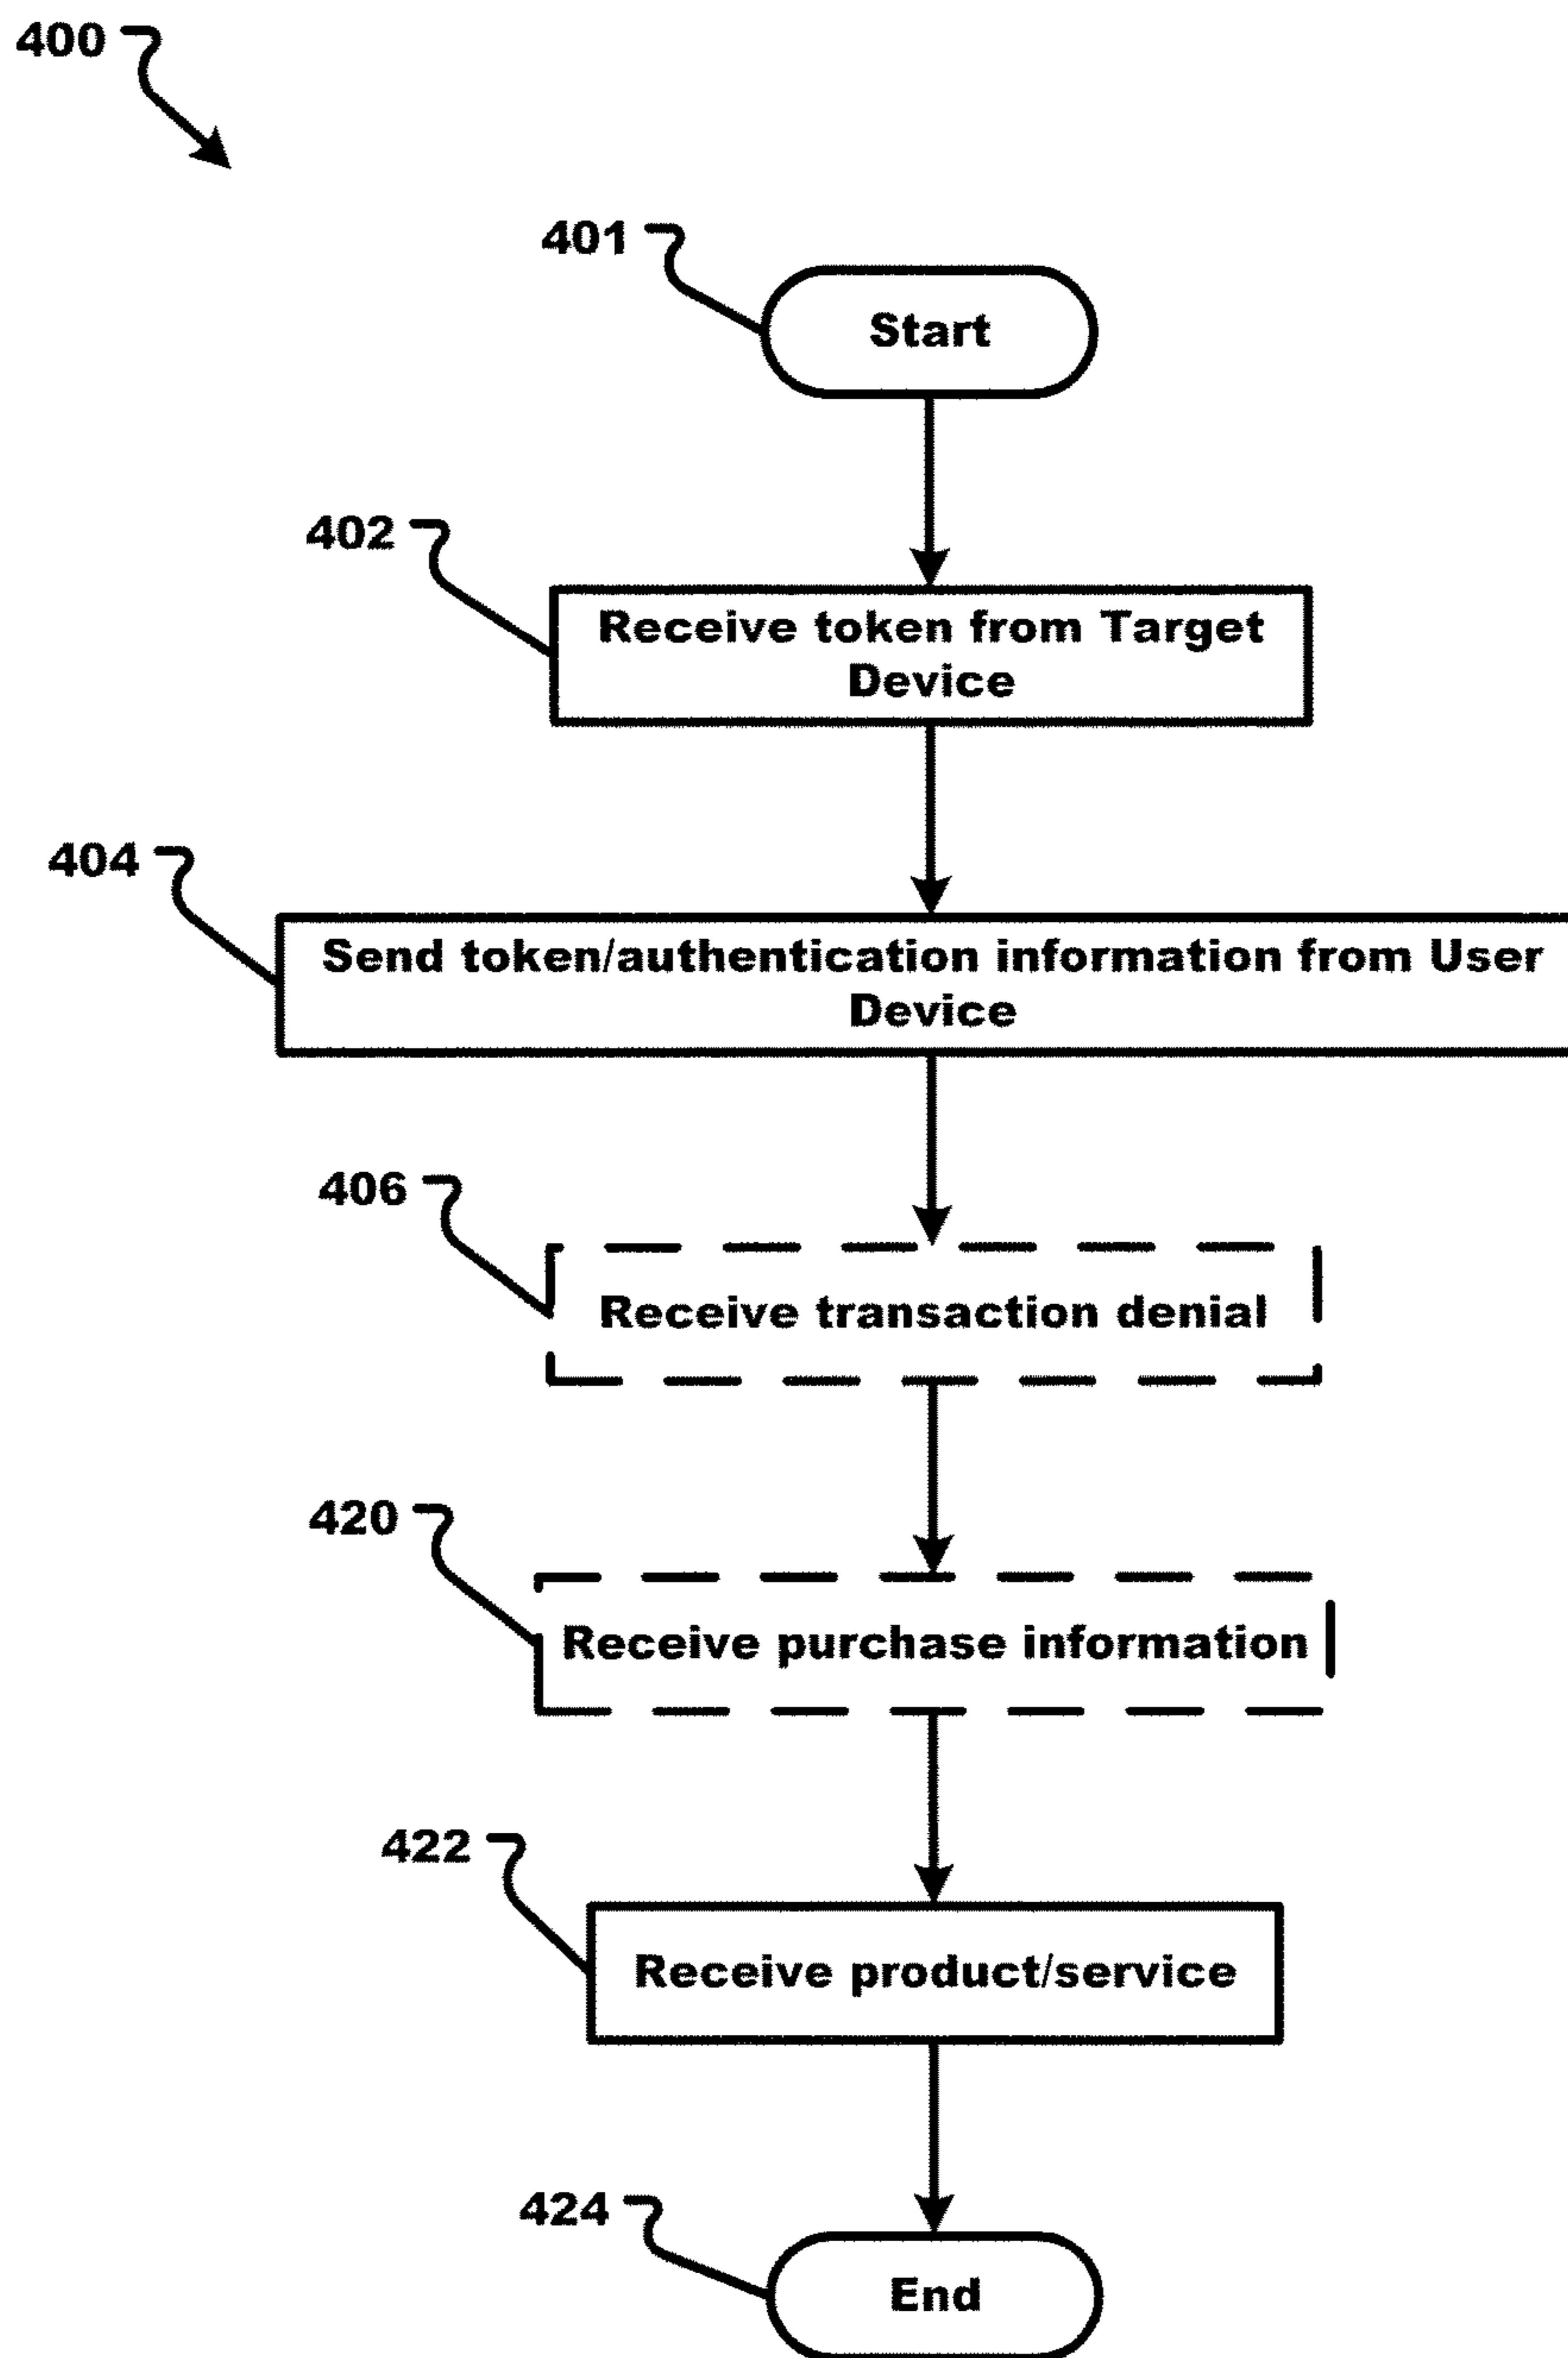 400
401
Start
402
Receive token from Target
Device
404
Send token/authentication information from User
Device
406
Receive transaction denial
420
Receive purchase information
422
Receive product/service
424
End